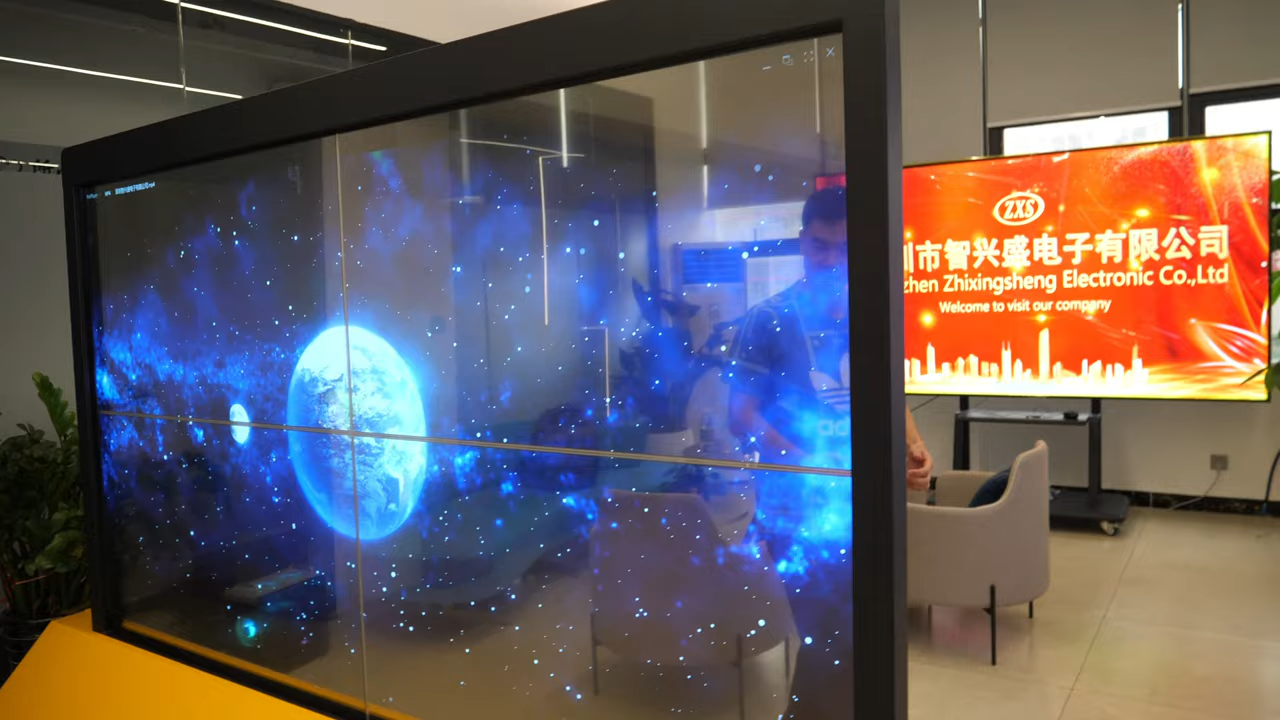 ZXS
圳市智兴盛电子有限公司
zhen Zhixingsheng Electronic Co.,Ltd
Welcome to visit our company